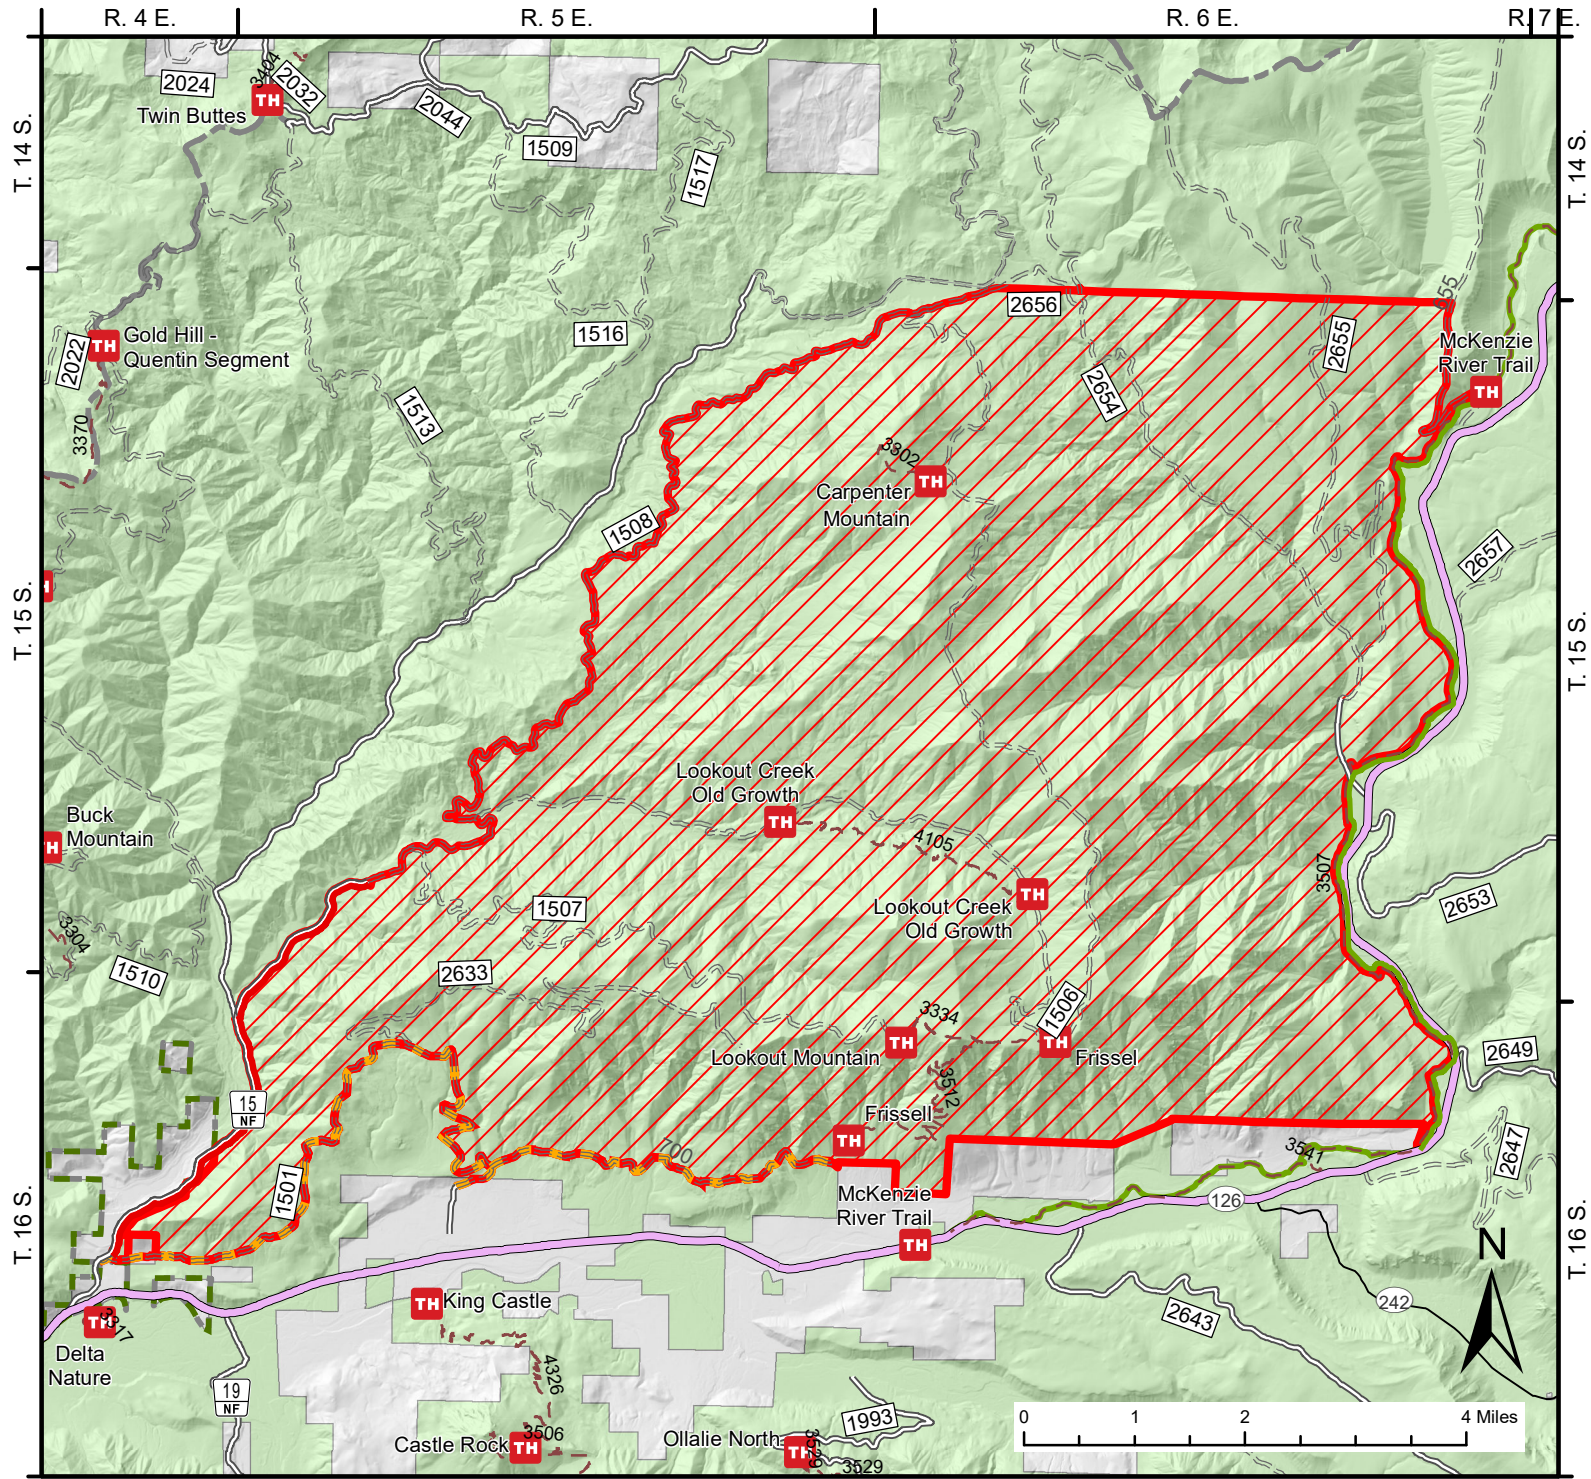 R. 4 E.
R. 5 E.
R. 6 E.
R. 7 E.
T. 14 S.
T. 14 S.
2024
3404
2032
TH
Twin Buttes
2044
1509
1517
TH
Gold Hill -
Quentin Segment
2022
1516
2656
2655
655
McKenzie
River Trail
TH
2654
1513
3370
3302
TH
Carpenter
Mountain
1508
2657
T. 15 S.
T. 15 S.
H
Buck
Mountain
H
Lookout Creek
Old Growth
TH
4105
TH
Lookout Creek
Old Growth
3507
2653
1507
3304
1510
2633
1506
3334
TH
Lookout Mountain
TH
Frissel
2649
3512
15
NF
Frissell
TH
700
3541
2647
1501
McKenzie
River Trail
TH
126
T. 16 S.
T. 16 S.
N
242
2643
TH
King Castle
TH
3317
Delta
Nature
4326
19
NF
1993
Castle Rock
TH
3506
Ollalie North
TH
3529
3529
0 1 2 4 Miles